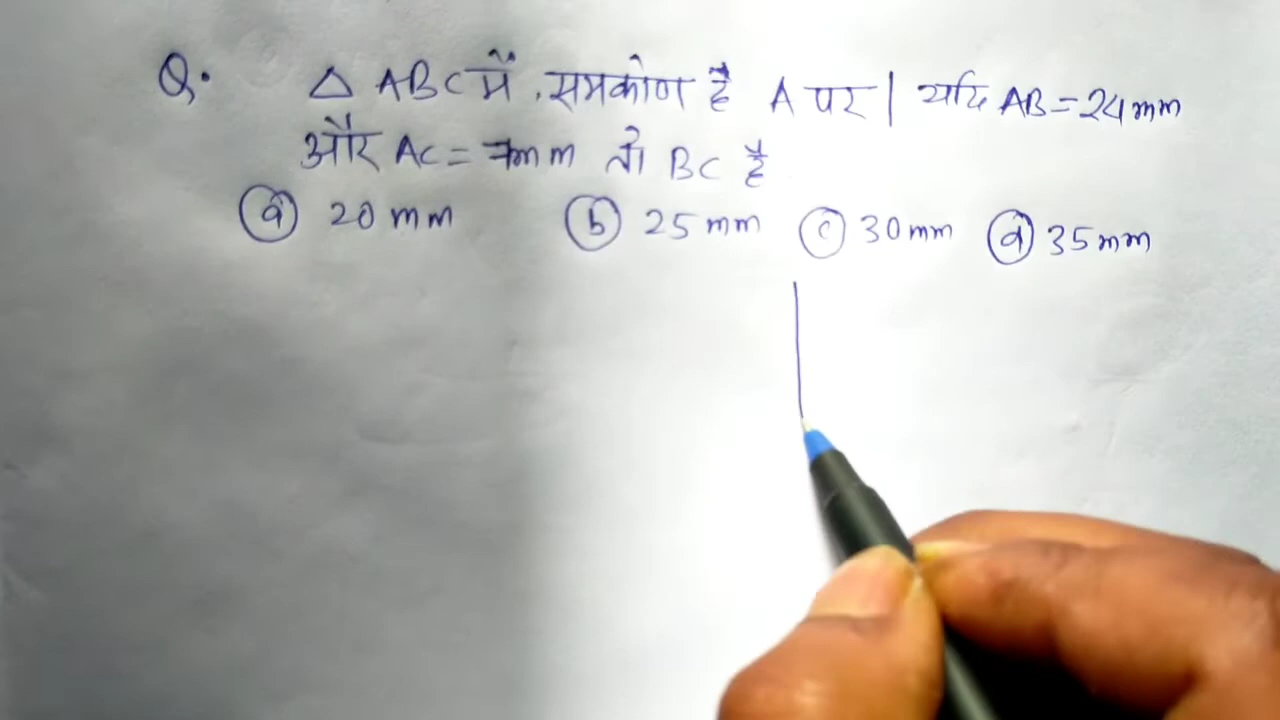 Q. △ ABC में, समकोण है A पर | यदि AB = 24 mm
और AC = 7mm तो BC है
(a) 20 mm (b) 25 mm (c) 30 mm (d) 35 mm